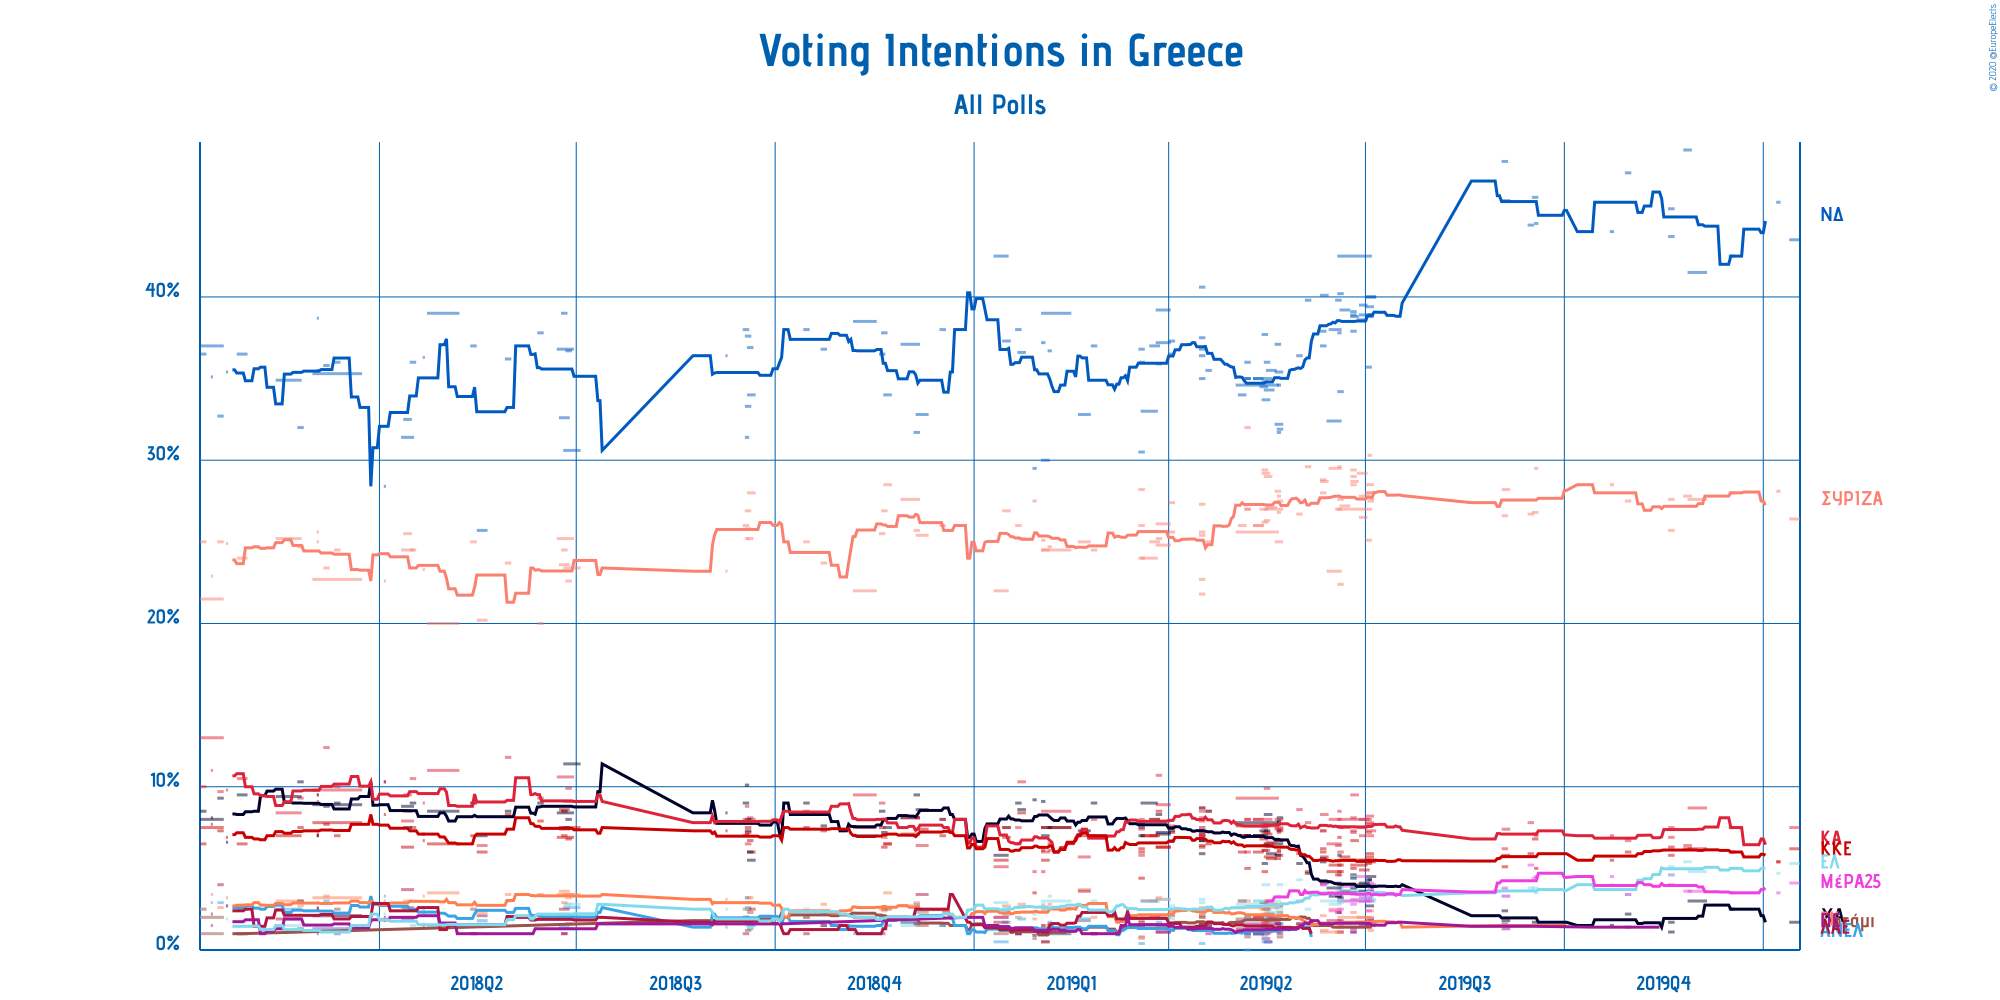 © 2020 @EuropeElects
Voting Intentions in Greece
All Polls
ΝΔ
40%
30%
ΣΥΡΙΖΑ
20%
10%
ΚΑ
ΚΚΕ
ΕΛ
ΜέΡΑ25
ΧΑ
ΑΝΕΛ
0%
2018Q2
2018Q3
2018Q4
2019Q1
2019Q2
2019Q3
2019Q4